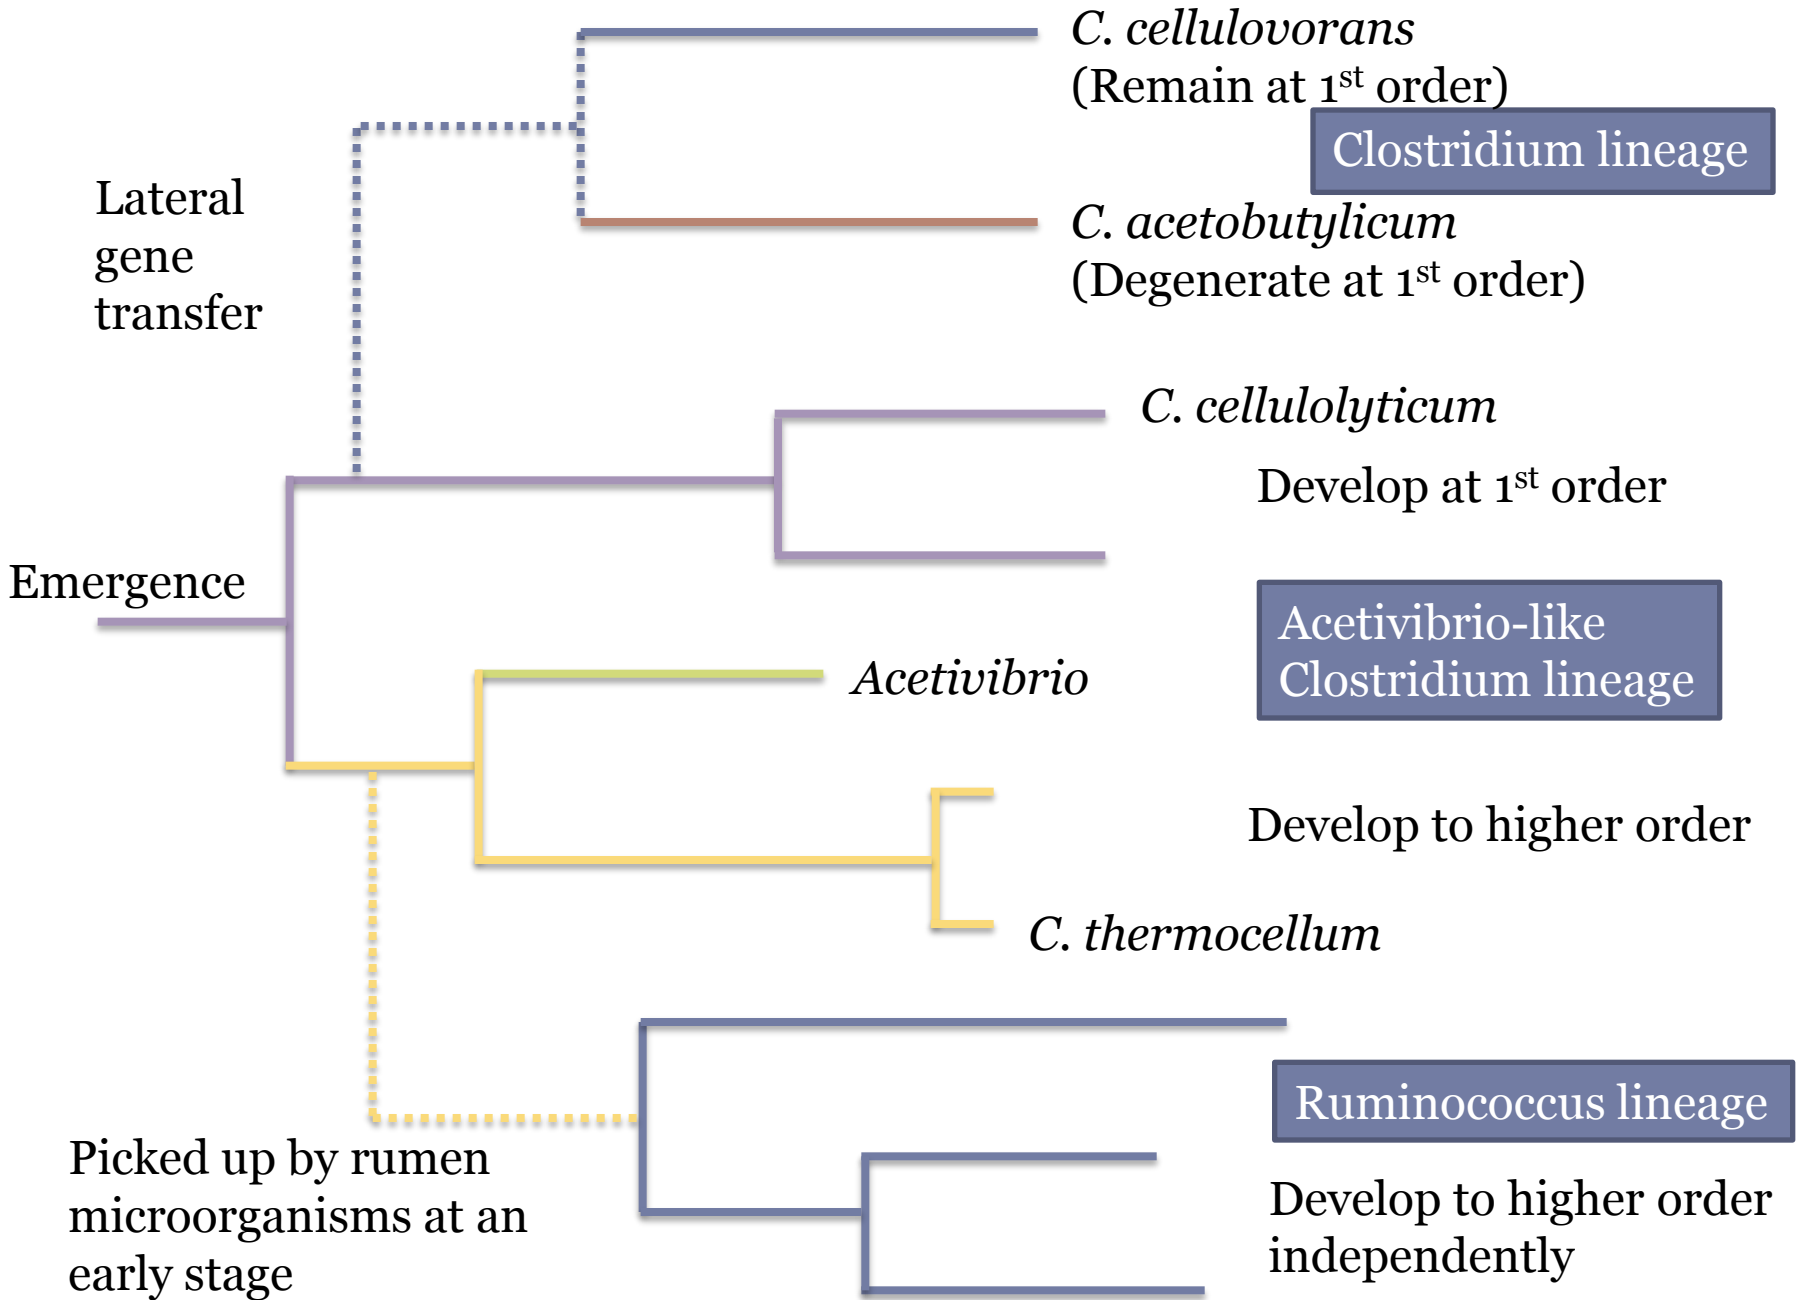 C. cellulovorans
(Remain at 1st order)
Clostridium lineage
Lateral
gene
transfer
C. acetobutylicum
(Degenerate at 1st order)
C. cellulolyticum
Develop at 1st order
Emergence
Acetivibrio-like
Clostridium lineage
Acetivibrio
Develop to higher order
C. thermocellum
Ruminococcus lineage
Picked up by rumen
microorganisms at an
early stage
Develop to higher order
independently